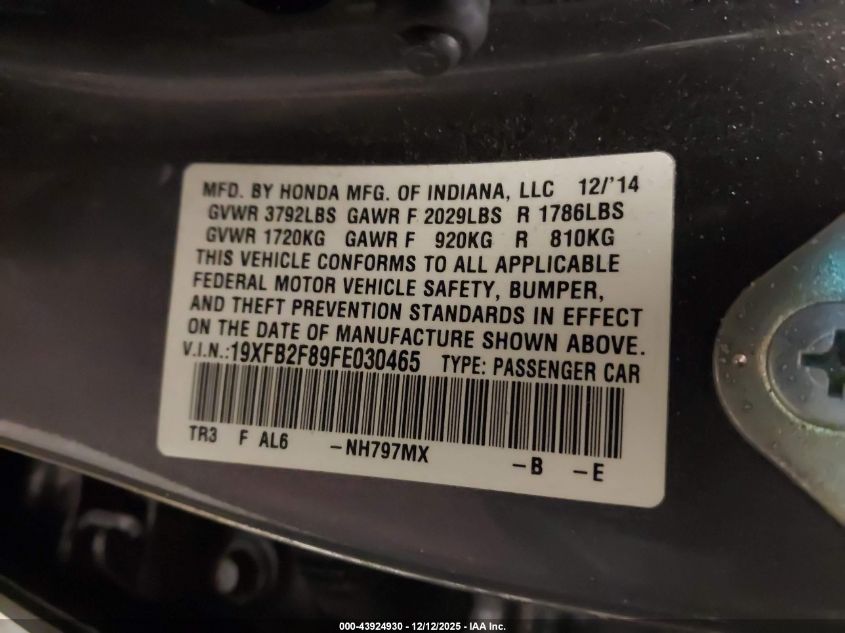 MFD. BY HONDA MFG. OF INDIANA, LLC 12/'14
GVWR 3792LBS GAWR F 2029LBS R 1786LBS
GVWR 1720KG GAWR F 920KG R 810KG
THIS VEHICLE CONFORMS TO ALL APPLICABLE
FEDERAL MOTOR VEHICLE SAFETY, BUMPER,
AND THEFT PREVENTION STANDARDS IN EFFECT
ON THE DATE OF MANUFACTURE SHOWN ABOVE.
V.I.N.:19XFB2F89FE030465 TYPE: PASSENGER CAR
TR3 F AL6 -NH797MX -B -E
000-43924930 - 12/12/2025 - IAA Inc.